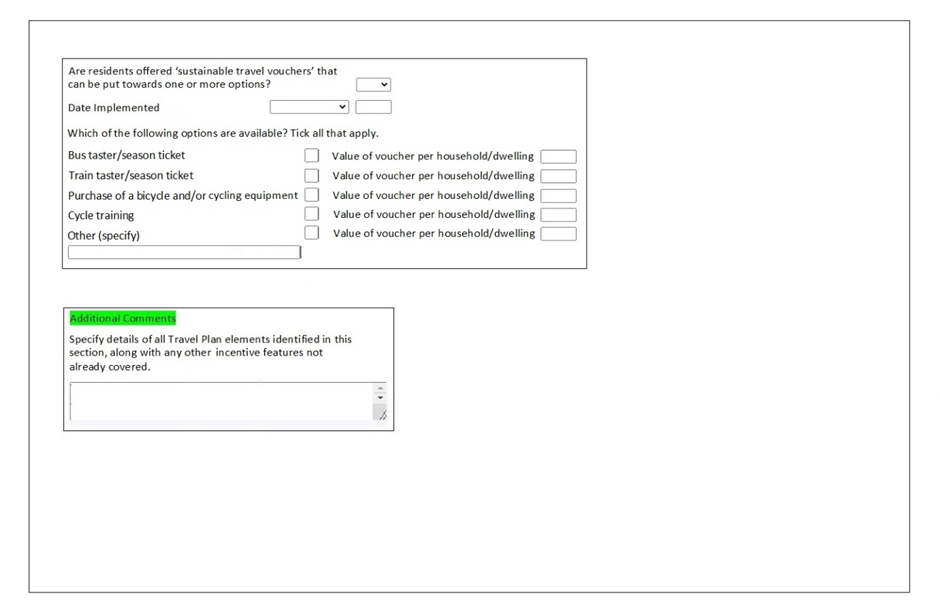 Are residents offered ‘sustainable travel vouchers’ that
can be put towards one or more options?
Date Implemented
Which of the following options are available? Tick all that apply.
Bus taster/season ticket Value of voucher per household/dwelling
Train taster/season ticket Value of voucher per household/dwelling
Purchase of a bicycle and/or cycling equipment Value of voucher per household/dwelling
Cycle training Value of voucher per household/dwelling
Other (specify) Value of voucher per household/dwelling
Additional Comments
Specify details of all Travel Plan elements identified in this
section, along with any other incentive features not
already covered.